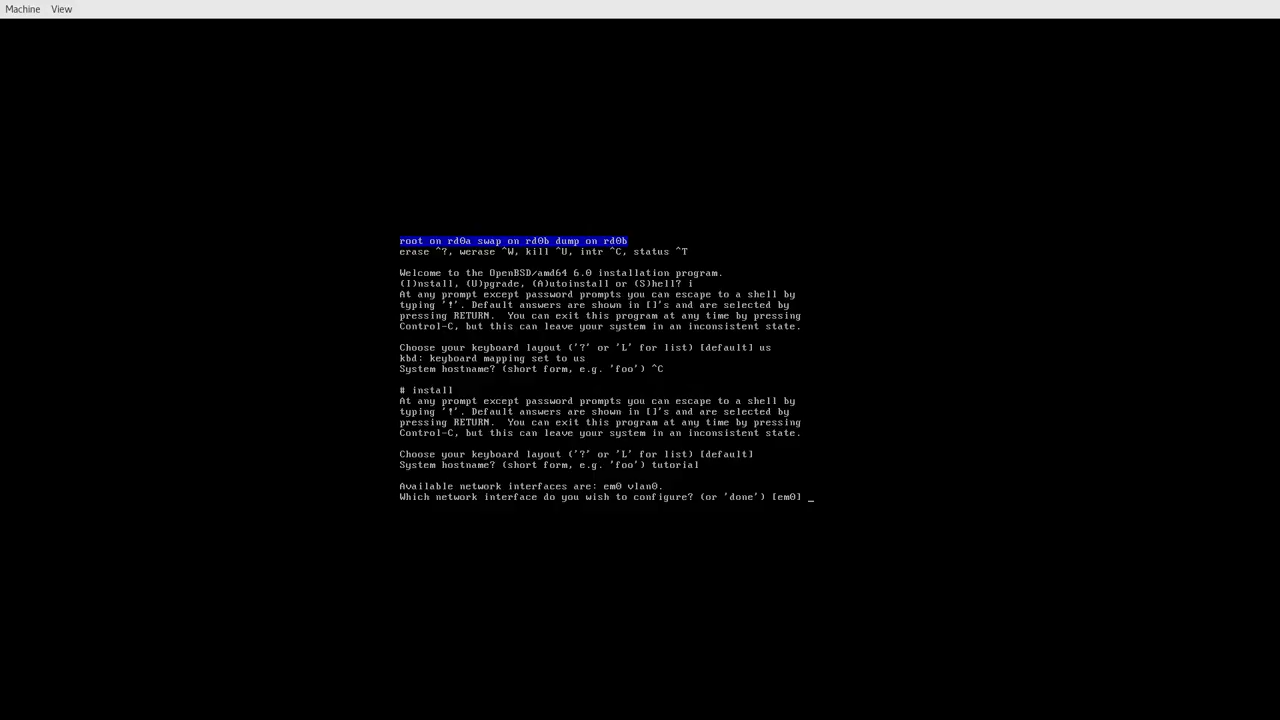 Machine View
root on rd0a swap on rd0b dump on rd0b
erase ^?, werase ^W, kill ^U, intr ^C, status ^T
Welcome to the OpenBSD/amd64 6.0 installation program.
(I)nstall, (U)pgrade, (A)utoinstall or (S)hell? i
At any prompt except password prompts you can escape to a shell by
typing '!'. Default answers are shown in []'s and are selected by
pressing RETURN.  You can exit this program at any time by pressing
Control-C, but this can leave your system in an inconsistent state.
Choose your keyboard layout ('?' or 'L' for list) [default] us
kbd: keyboard mapping set to us
System hostname? (short form, e.g. 'foo') ^C
# install
At any prompt except password prompts you can escape to a shell by
typing '!'. Default answers are shown in []'s and are selected by
pressing RETURN.  You can exit this program at any time by pressing
Control-C, but this can leave your system in an inconsistent state.
Choose your keyboard layout ('?' or 'L' for list) [default]
System hostname? (short form, e.g. 'foo') tutorial
Available network interfaces are: em0 vlan0.
Which network interface do you wish to configure? (or 'done') [em0] _